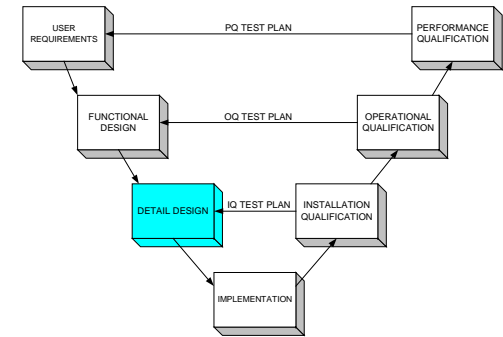 USER
REQUIREMENTS
PQ TEST PLAN
PERFORMANCE
QUALIFICATION
FUNCTIONAL
DESIGN
OQ TEST PLAN
OPERATIONAL
QUALIFICATION
DETAIL DESIGN
IQ TEST PLAN
INSTALLATION
QUALIFICATION
IMPLEMENTATION